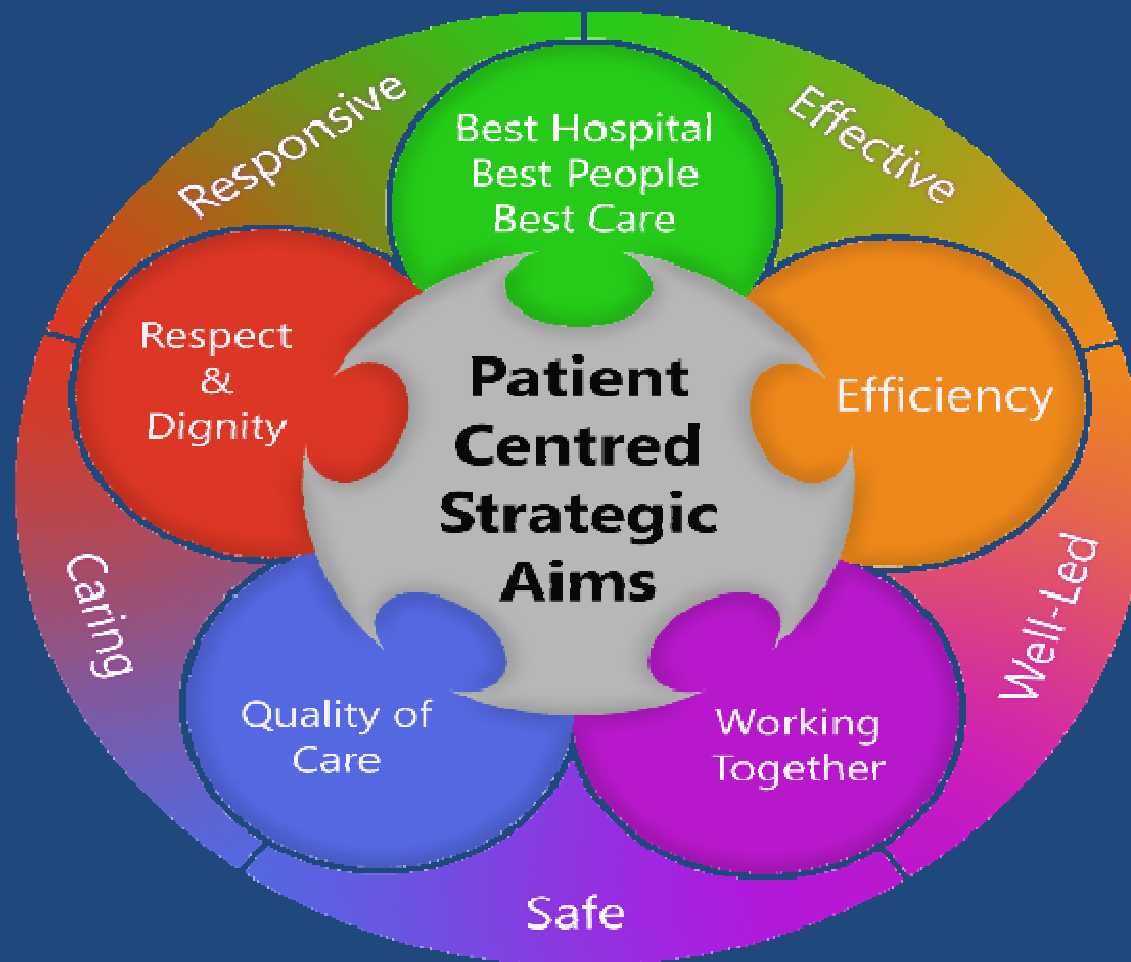 Responsive
Effective
Best Hospital
Best People
Best Care
Respect
&
Dignity
Efficiency
Patient
Centred
Strategic
Aims
Caring
Well-Led
Quality of
Care
Working
Together
Safe